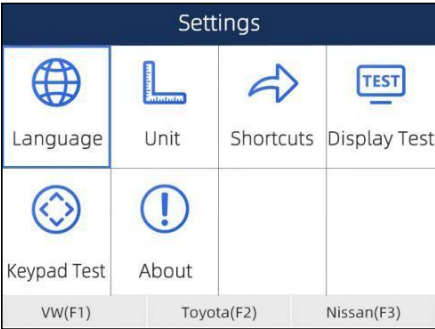 Settings
TEST
Language Unit Shortcuts Display Test
Keypad Test About
VW(F1) Toyota(F2) Nissan(F3)